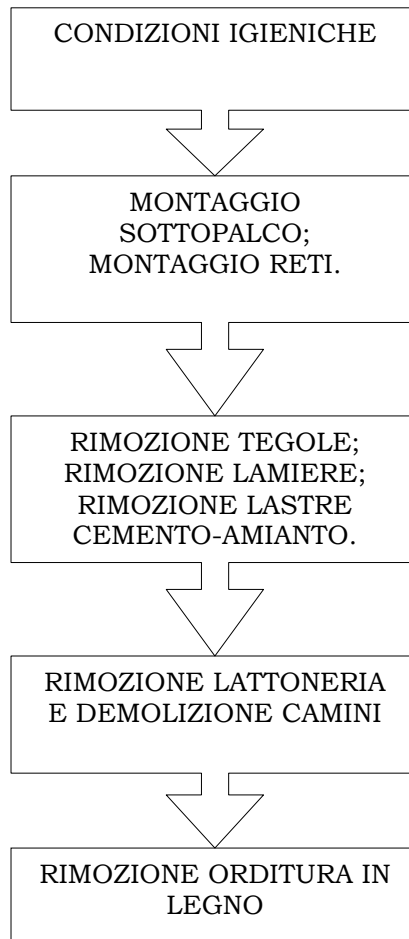 CONDIZIONI IGIENICHE
MONTAGGIO
SOTTOPALCO;
MONTAGGIO RETI.
RIMOZIONE TEGOLE;
RIMOZIONE LAMIERE;
RIMOZIONE LASTRE
CEMENTO-AMIANTO.
RIMOZIONE LATTONERIA
E DEMOLIZIONE CAMINI
RIMOZIONE ORDITURA IN
LEGNO